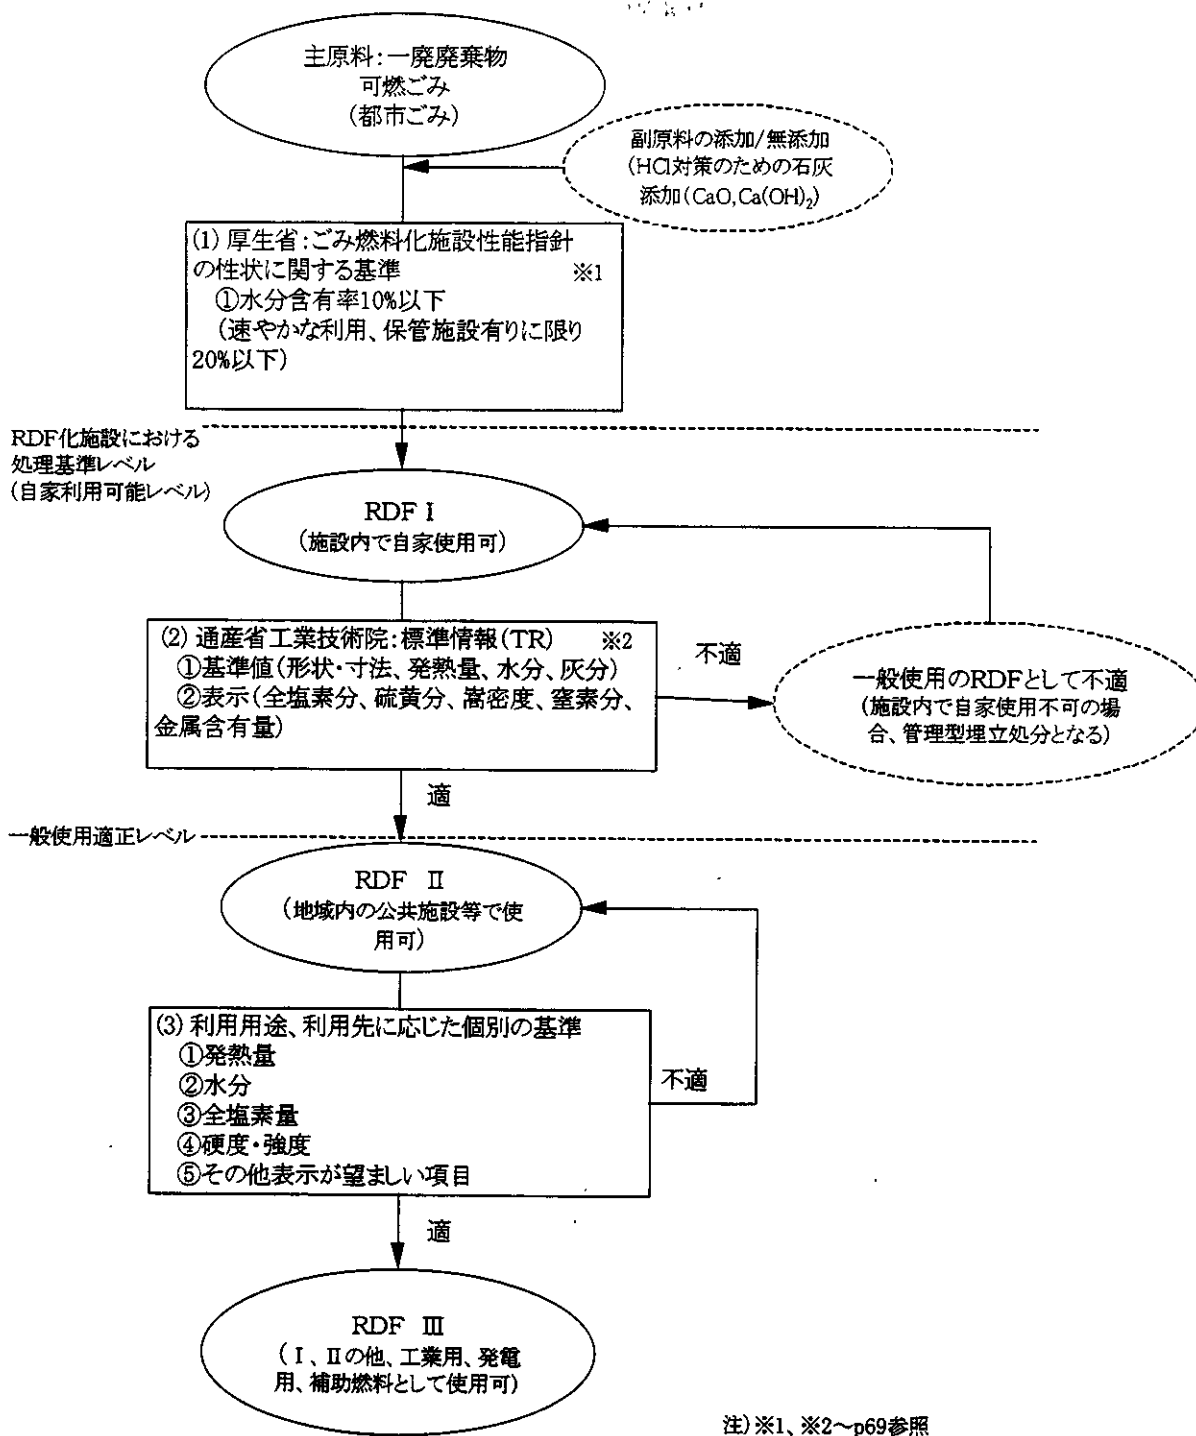 主原料:一廃廃棄物
可燃ごみ
(都市ごみ)
副原料の添加/無添加
(HCl対策のための石灰
添加(CaO,Ca(OH)₂)
(1) 厚生省:ごみ燃料化施設性能指針
の性状に関する基準 ※1
①水分含有率10%以下
(速やかな利用、保管施設有りに限り
20%以下)
RDF化施設における
処理基準レベル
(自家利用可能レベル)
RDF Ⅰ
(施設内で自家使用可)
(2) 通産省工業技術院:標準情報(TR) ※2
①基準値(形状・寸法、発熱量、水分、灰分)
②表示(全塩素分、硫黄分、嵩密度、窒素分、
金属含有量)
不適
一般使用のRDFとして不適
(施設内で自家使用不可の場
合、管理型埋立処分となる)
適
一般使用適正レベル
RDF Ⅱ
(地域内の公共施設等で使
用可)
(3) 利用用途、利用先に応じた個別の基準
①発熱量
②水分
③全塩素量
④硬度・強度
⑤その他表示が望ましい項目
不適
適
RDF Ⅲ
(Ⅰ、Ⅱの他、工業用、発電
用、補助燃料として使用可)
注)※1、※2～p69参照